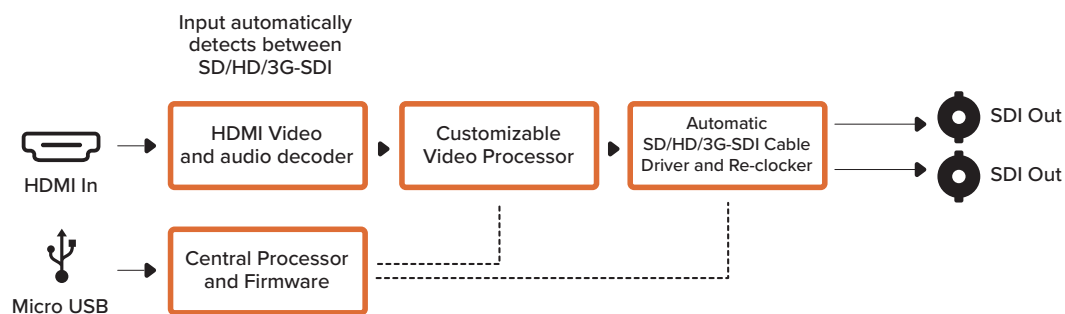 Input automatically
detects between
SD/HD/3G-SDI
HDMI In
HDMI Video
and audio decoder
Customizable
Video Processor
Automatic
SD/HD/3G-SDI Cable
Driver and Re-clocker
SDI Out
SDI Out
Micro USB
Central Processor
and Firmware